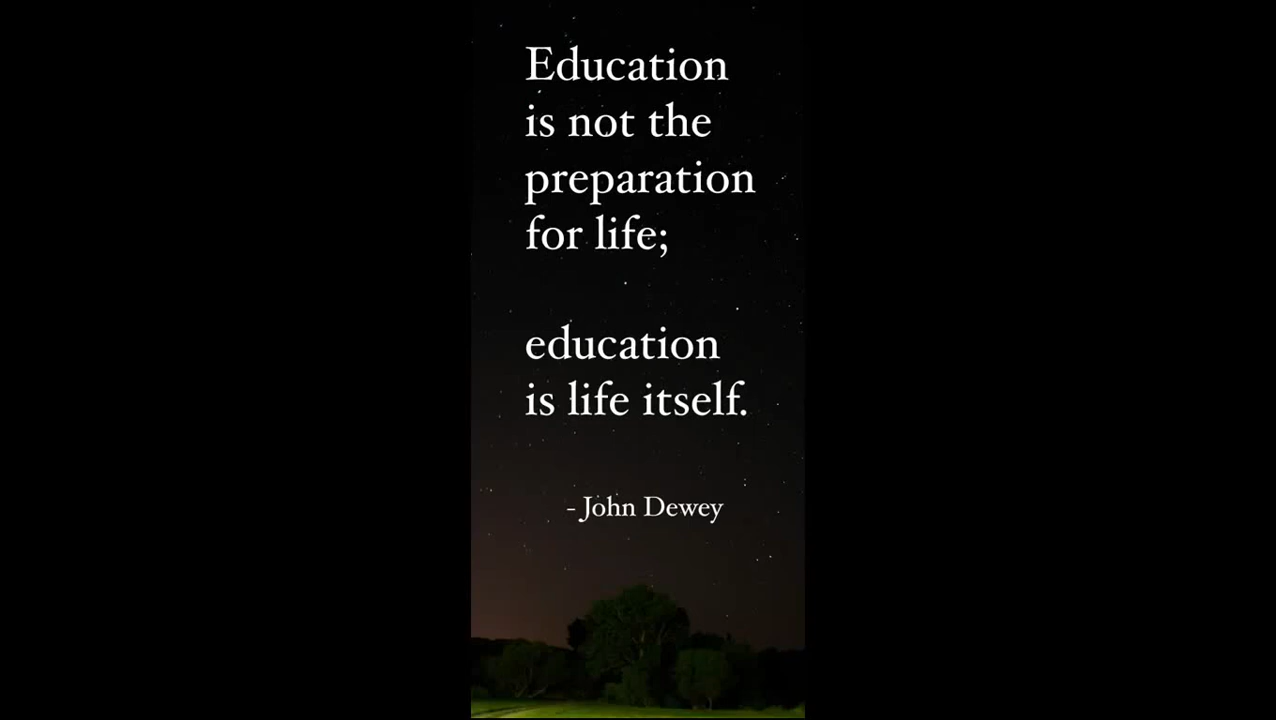 Education
is not the
preparation
for life;
education
is life itself.
- John Dewey